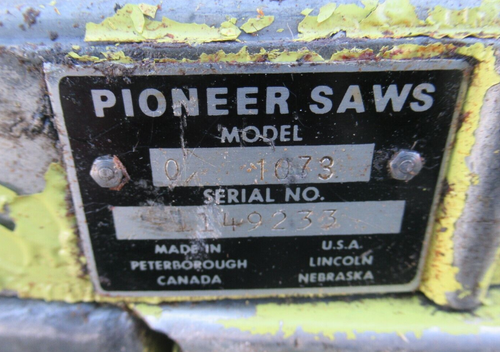 PIONEER SAWS
MODEL
1073
SERIAL NO.
1149233
MADE IN
PETERBOROUGH
CANADA
U.S.A.
LINCOLN
NEBRASKA